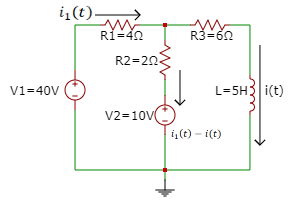 i₁(t)
R1=4Ω
R3=6Ω
R2=2Ω
V1=40V
L=5H
i(t)
V2=10V
i₁(t) − i(t)